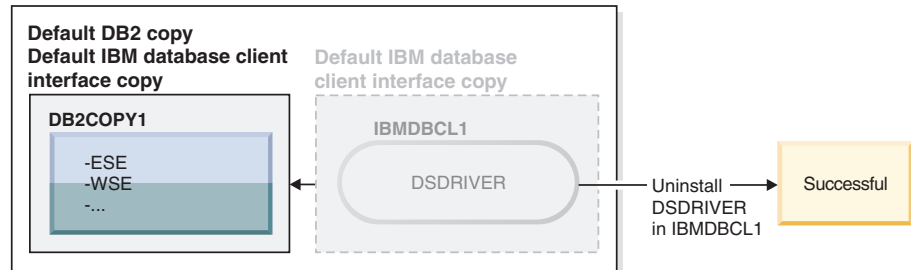 Default DB2 copy
Default IBM database client
interface copy
Default IBM database
client interface copy
DB2COPY1
-ESE
-WSE
-...
IBMDBCL1
DSDRIVER
Uninstall
DSDRIVER
in IBMDBCL1
Successful